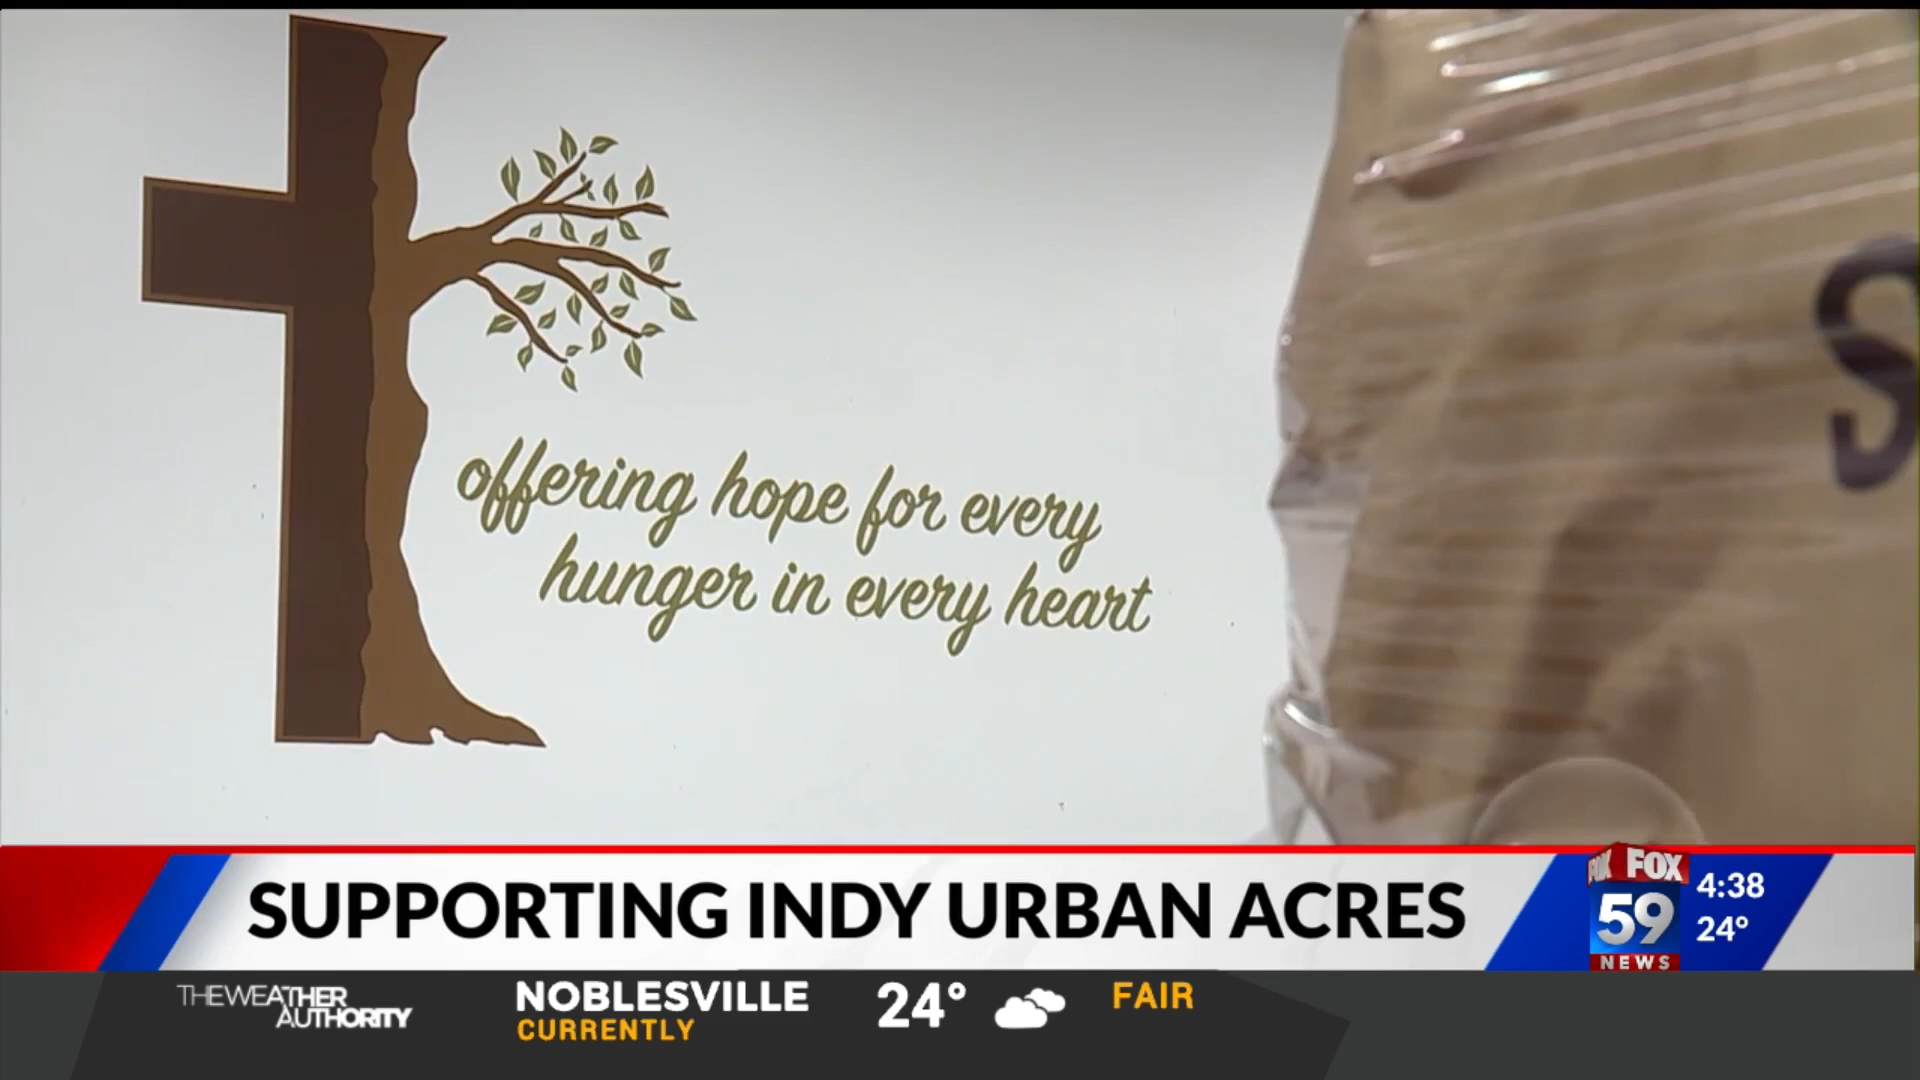 offering hope for every
hunger in every heart
S
SUPPORTING INDY URBAN ACRES
FOX
59
NEWS
4:38
24°
THE WEATHER
AUTHORITY
NOBLESVILLE
CURRENTLY
24°
FAIR